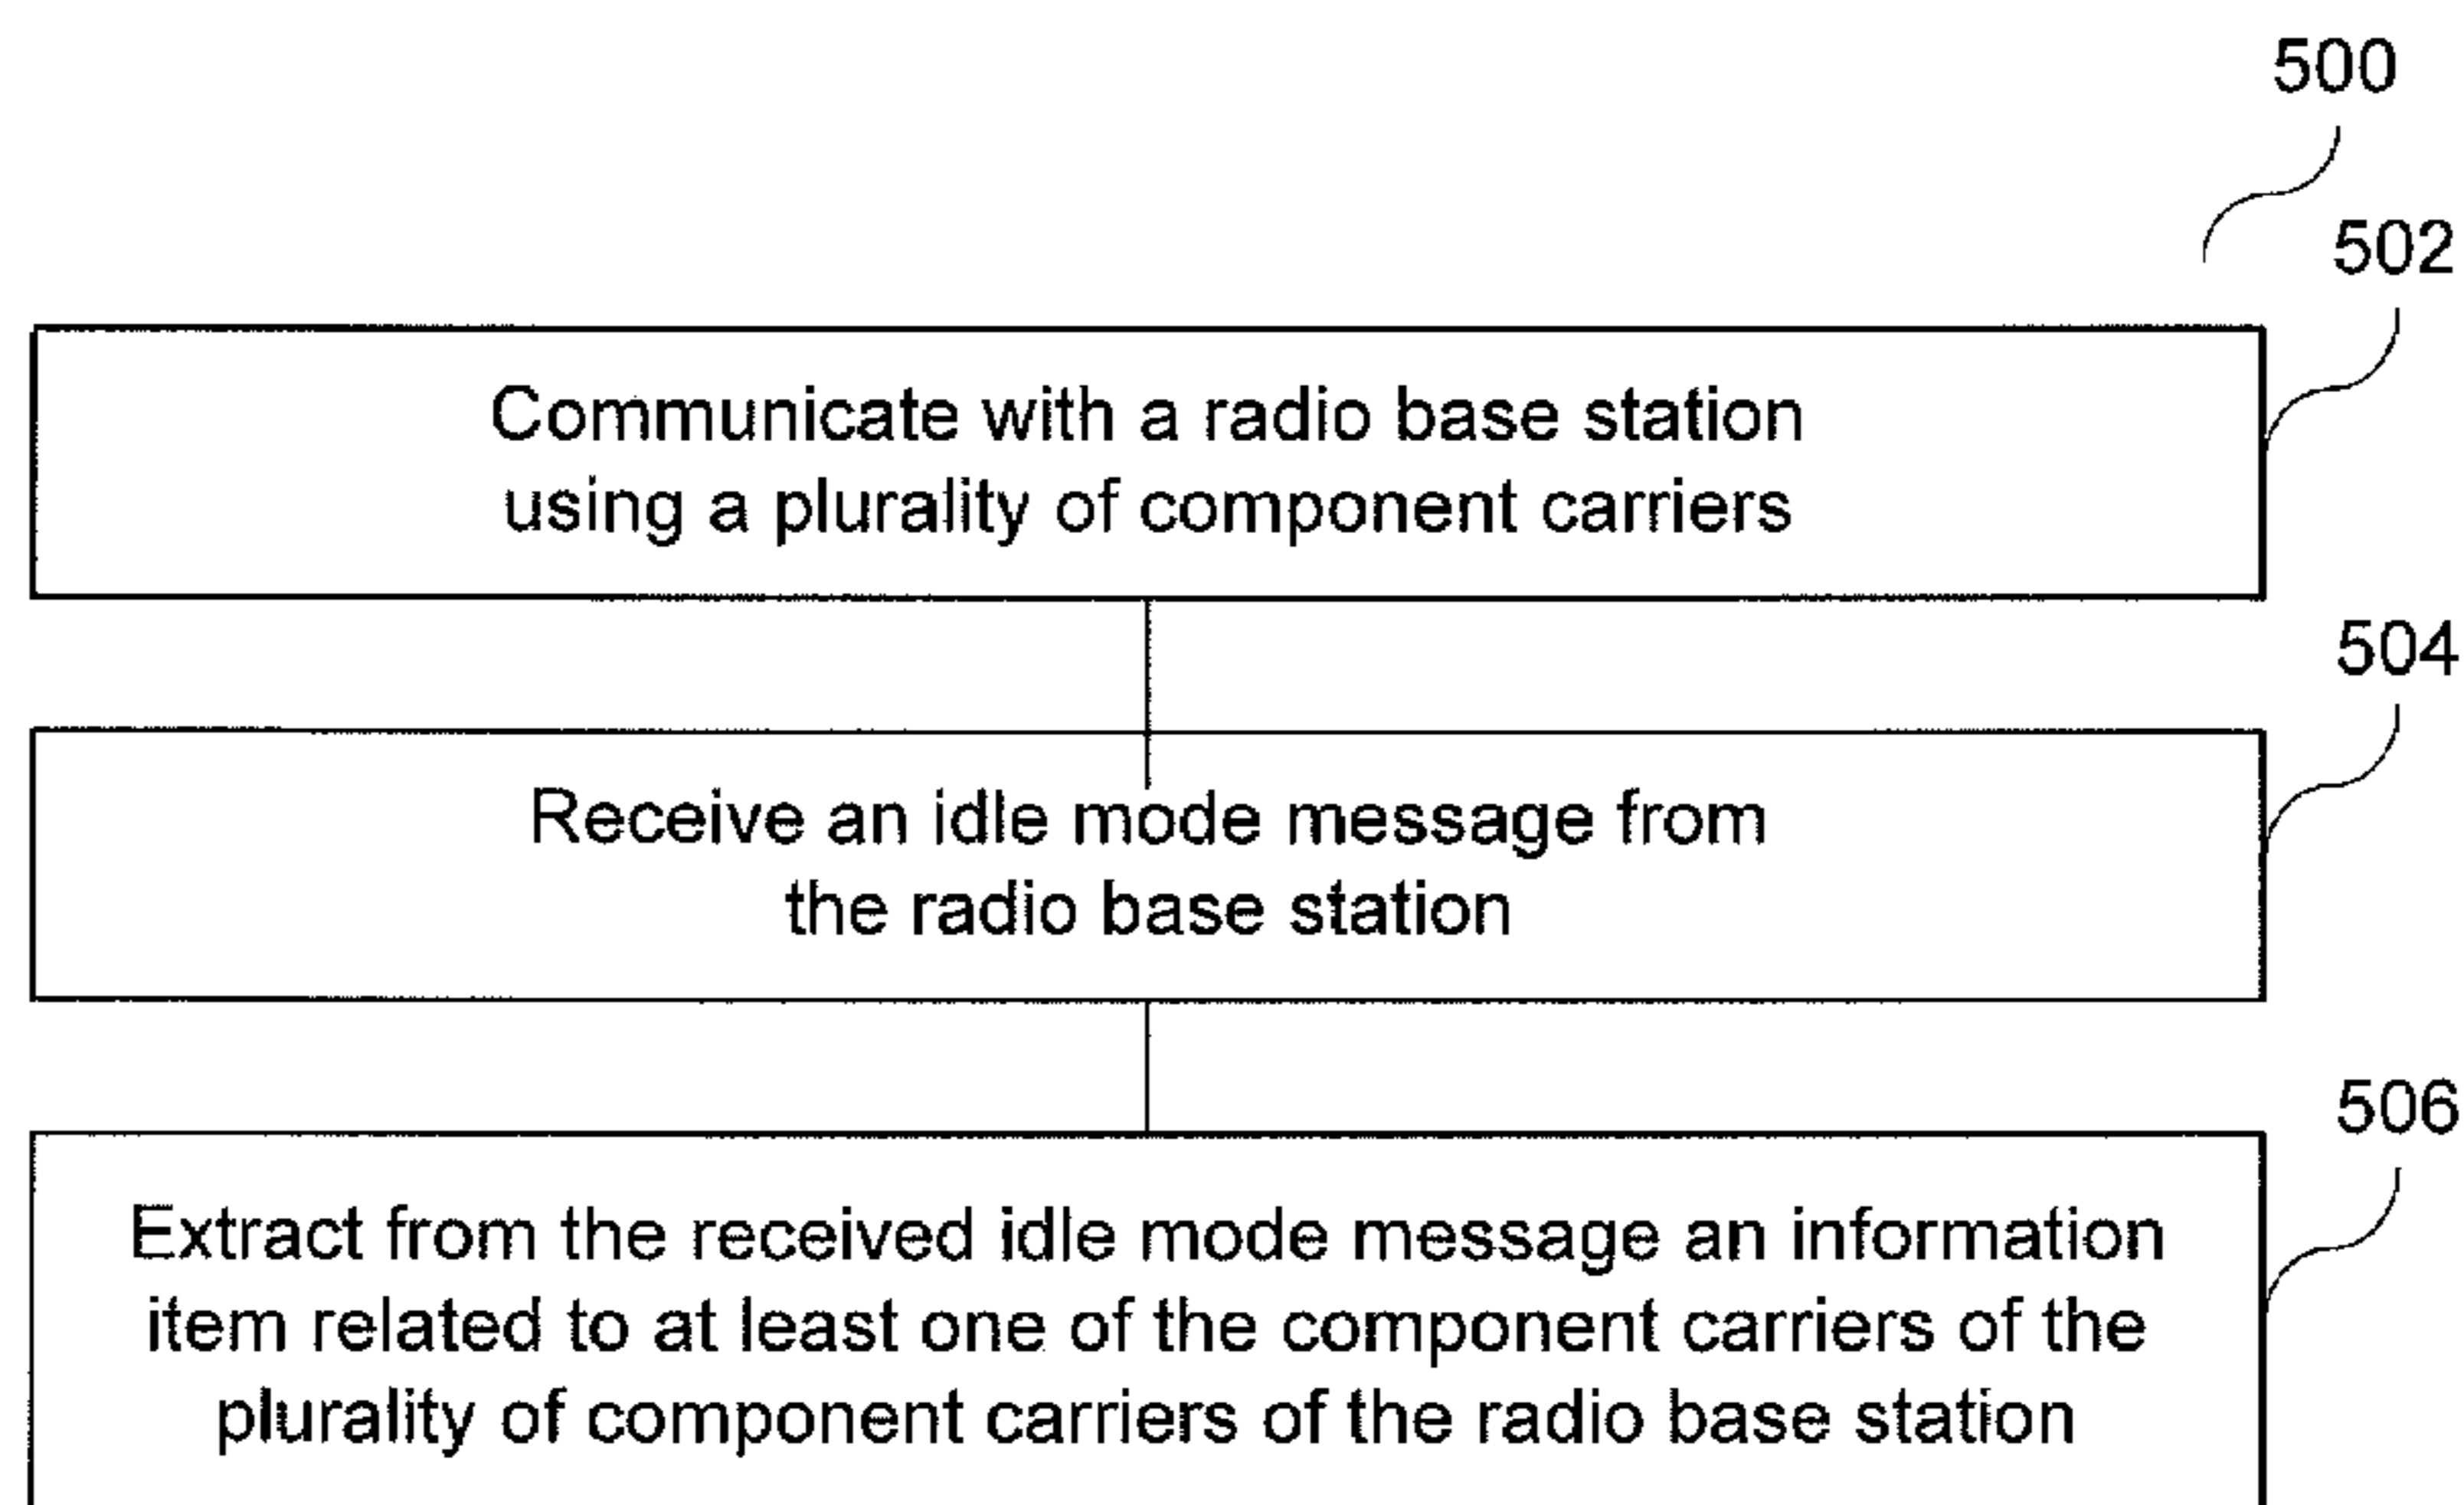 500
502
Communicate with a radio base station
using a plurality of component carriers
504
Receive an idle mode message from
the radio base station
506
Extract from the received idle mode message an information
item related to at least one of the component carriers of the
plurality of component carriers of the radio base station